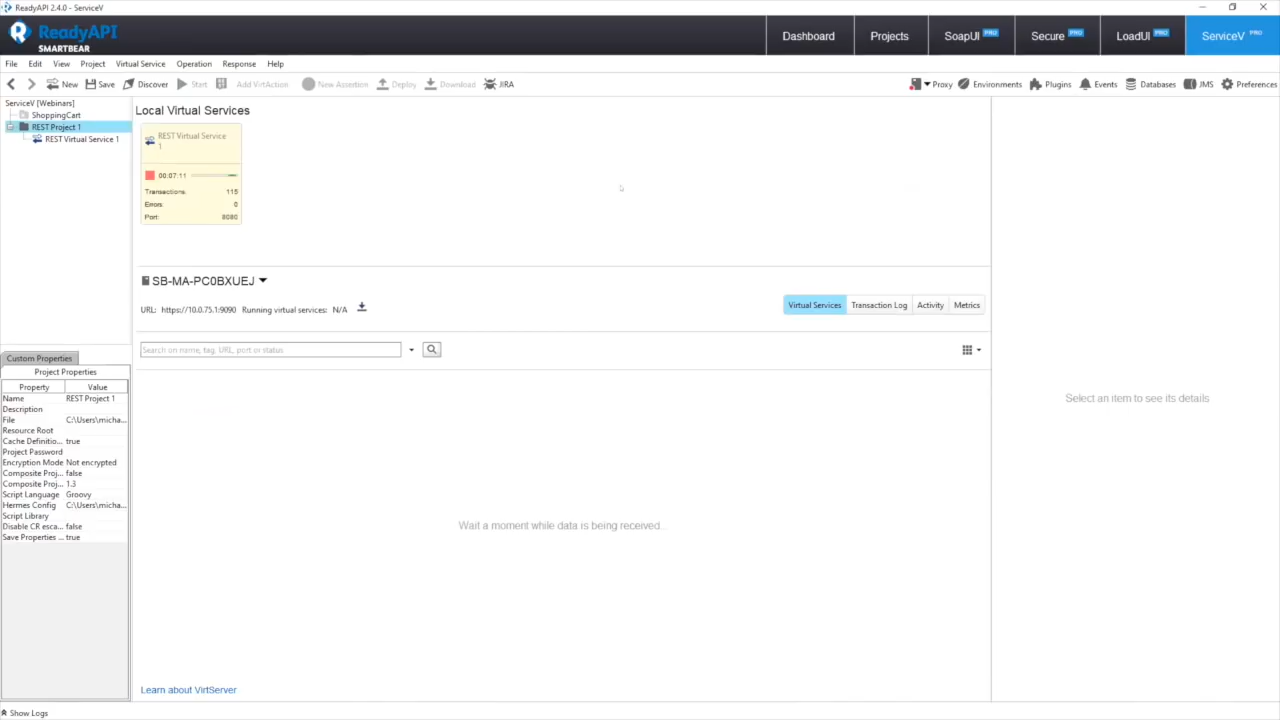 ReadyAPI 2.4.0 - ServiceV
ReadyAPI
SMARTBEAR
Dashboard
Projects
SoapUI PRO
Secure PRO
LoadUI PRO
ServiceV PRO
File Edit View Project Virtual Service Operation Response Help
New Save Discover Start Add VirtAction New Assertion Deploy Download JIRA
Proxy Environments Plugins Events Databases JMS Preferences
ServiceV [Webinars]
ShoppingCart
REST Project 1
REST Virtual Service 1
Local Virtual Services
REST Virtual Service
1
00:07:11
Transactions: 115
Errors: 0
Port: 8080
SB-MA-PC0BXUEJ
URL: https://10.0.75.1:9090 Running virtual services: N/A
Virtual Services Transaction Log Activity Metrics
Search on name, tag, URL, port or status
Custom Properties
Project Properties
Property Value
Name REST Project 1
Description
File C:\Users\micha...
Resource Root
Cache Definitio... true
Project Password
Encryption Mode Not encrypted
Composite Proj... false
Composite Proj... 1.3
Script Language Groovy
Hermes Config C:\Users\micha...
Script Library
Disable CR esca... false
Save Properties ... true
Wait a moment while data is being received...
Select an item to see its details
Learn about VirtServer
Show Logs